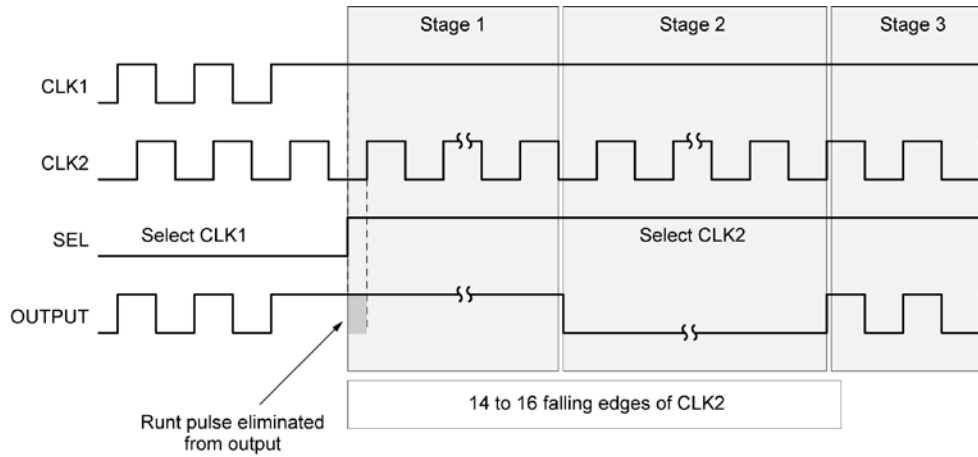 Stage 1
Stage 2
Stage 3
CLK1
CLK2
SEL
Select CLK1
Select CLK2
OUTPUT
14 to 16 falling edges of CLK2
Runt pulse eliminated
from output